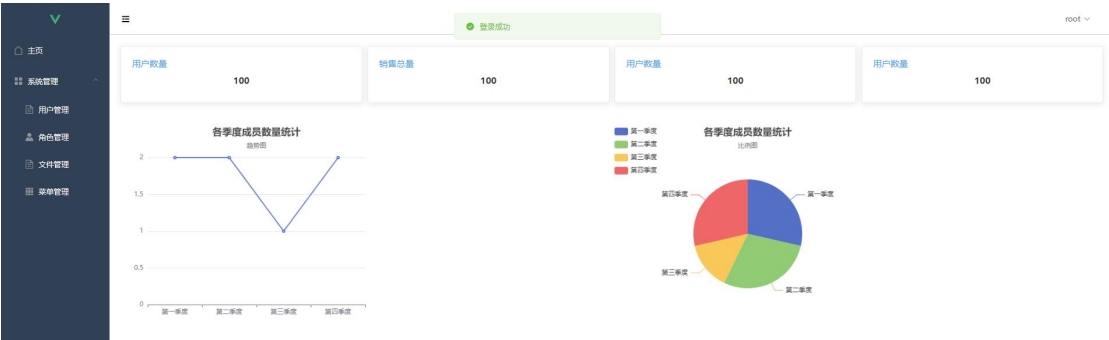 登录成功
root
主页
系统管理
用户管理
角色管理
文件管理
菜单管理
用户数量
100
销售总量
100
用户数量
100
用户数量
100
各季度成员数量统计
趋势图
2
1.5
1
0.5
0
第一季度 第二季度 第三季度 第四季度
第一季度
第二季度
第三季度
第四季度
各季度成员数量统计
比例图
第四季度
第一季度
第三季度
第二季度